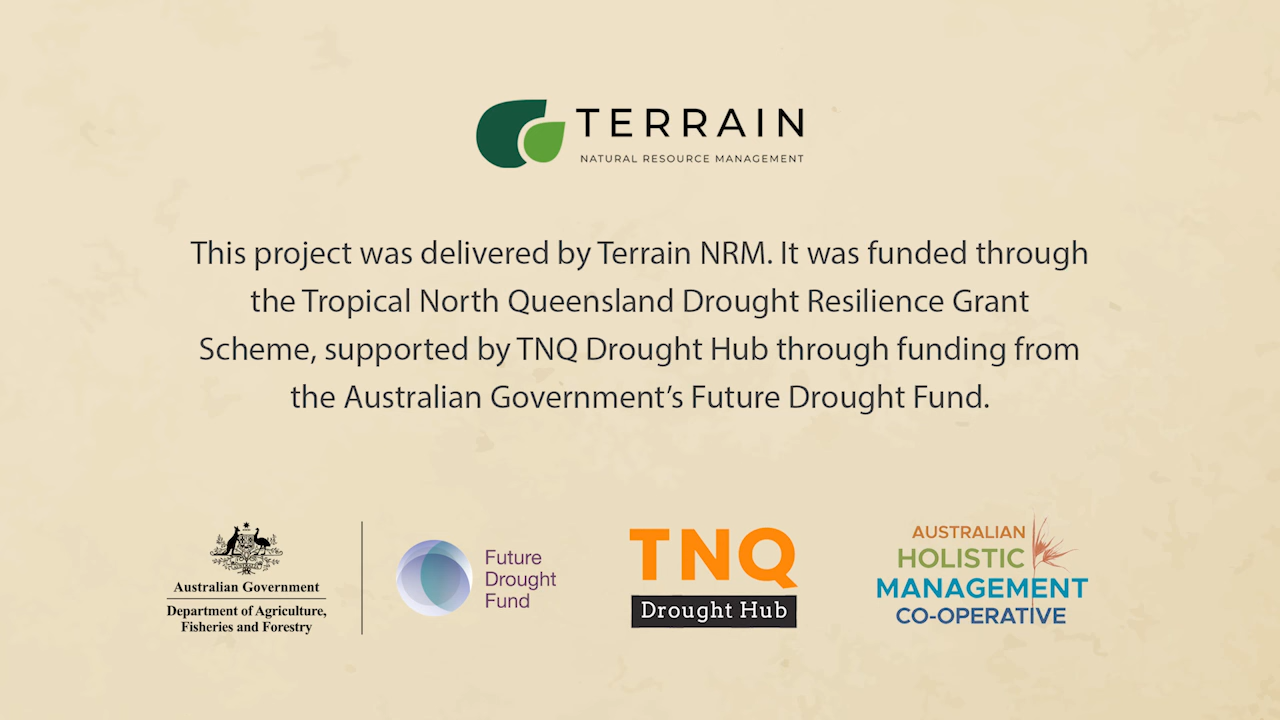 TERRAIN
NATURAL RESOURCE MANAGEMENT
This project was delivered by Terrain NRM. It was funded through
the Tropical North Queensland Drought Resilience Grant
Scheme, supported by TNQ Drought Hub through funding from
the Australian Government’s Future Drought Fund.
Australian Government
Department of Agriculture,
Fisheries and Forestry
Future
Drought
Fund
TNQ
Drought Hub
AUSTRALIAN
HOLISTIC
MANAGEMENT
CO-OPERATIVE